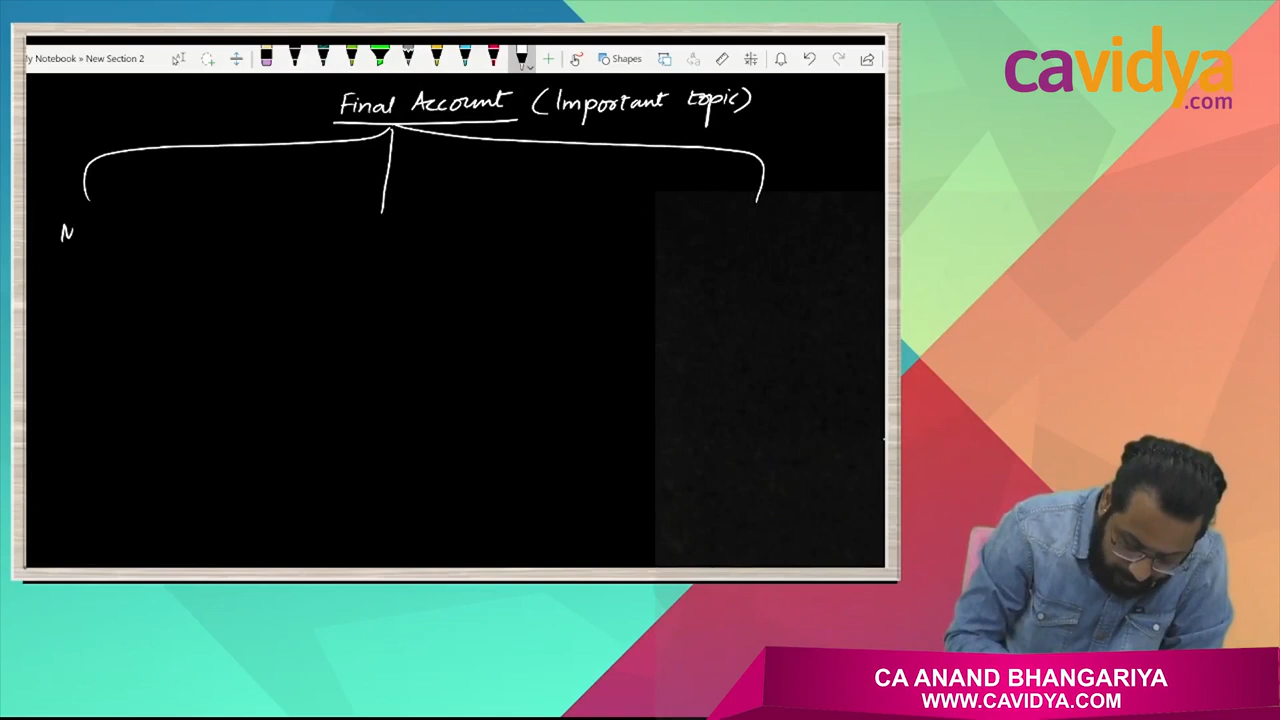 cavidya
.com
y Notebook » New Section 2
Shapes
Final Account (Important topic)
N
CA ANAND BHANGARIYA
WWW.CAVIDYA.COM